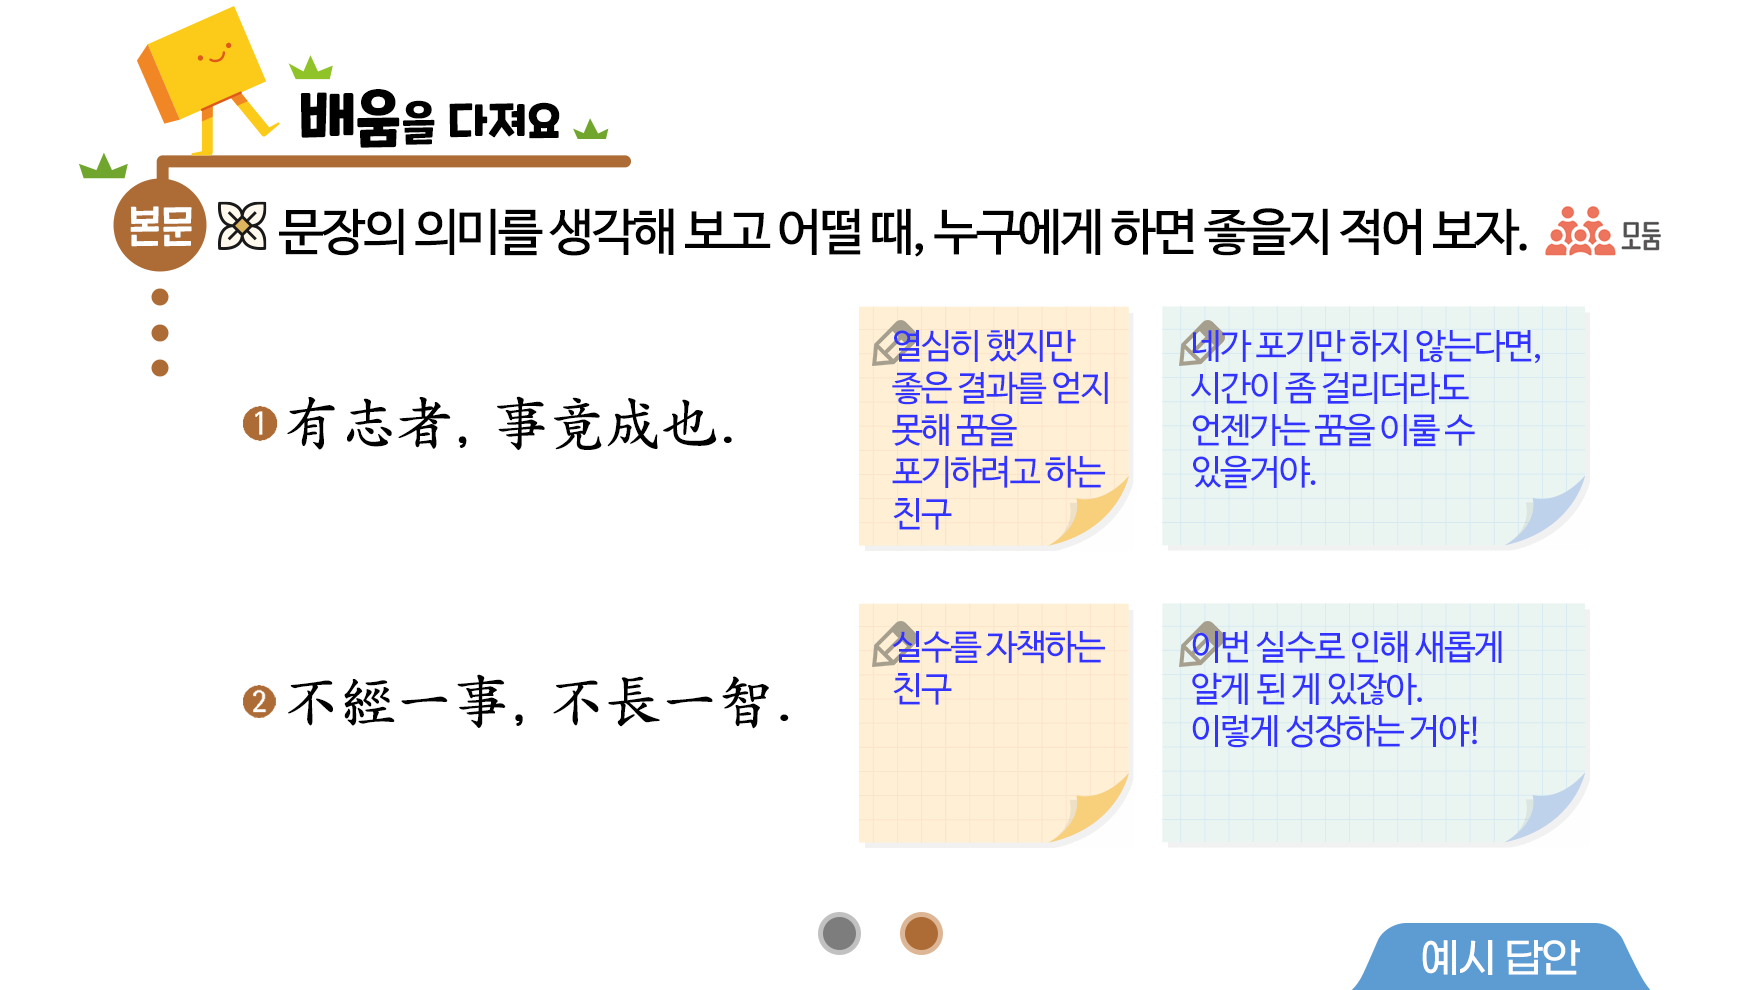 배움을 다져요
본문 문장의 의미를 생각해 보고 어떨 때, 누구에게 하면 좋을지 적어 보자. 모둠
1 有志者, 事竟成也.
열심히 했지만
좋은 결과를 얻지
못해 꿈을
포기하려고 하는
친구
네가 포기만 하지 않는다면,
시간이 좀 걸리더라도
언젠가는 꿈을 이룰 수
있을거야.
2 不經一事, 不長一智.
실수를 자책하는
친구
이번 실수로 인해 새롭게
알게 된 게 있잖아.
이렇게 성장하는 거야!
예시 답안